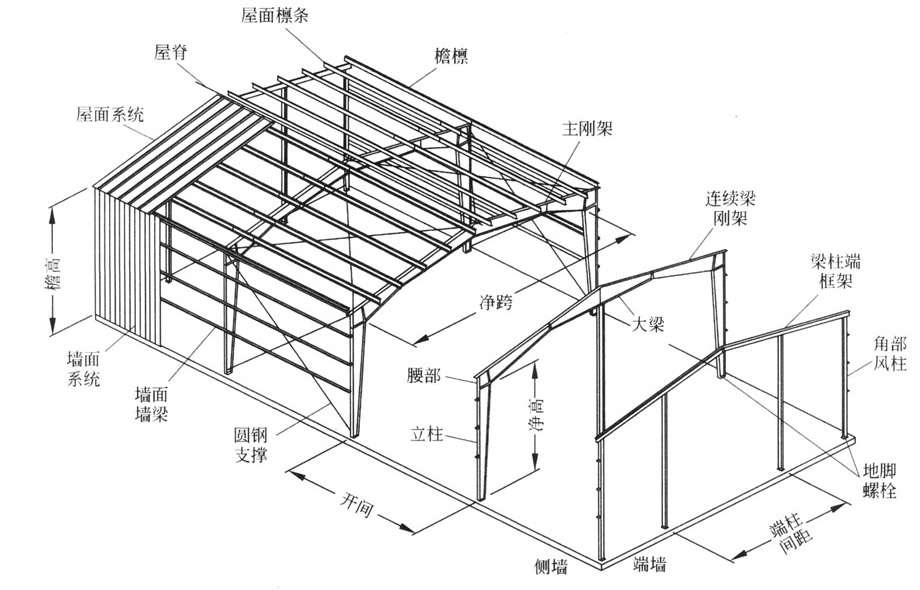 屋面檩条
屋脊
檐檩
屋面系统
主刚架
连续梁
刚架
梁柱端
框架
檐高
净跨
大梁
角部
风柱
墙面
系统
墙面
墙梁
腰部
净高
圆钢
支撑
立柱
地脚
螺栓
开间
端柱
间距
侧墙
端墙